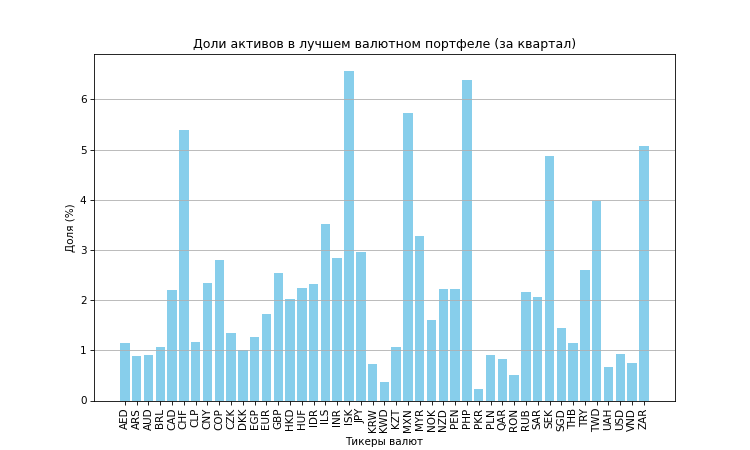 Доли активов в лучшем валютном портфеле (за квартал)
Доля (%)
6
5
4
3
2
1
0
AED ARS AUD BRL CAD CHF CLP CNY COP CZK DKK EGP EUR GBP HKD HUF IDR ILS INR ISK JPY KRW KWD KZT MXN MYR NOK NZD PEN PHP PKR PLN QAR RON RUB SAR SEK SGD THB TRY TWD UAH USD VND ZAR
Тикеры валют